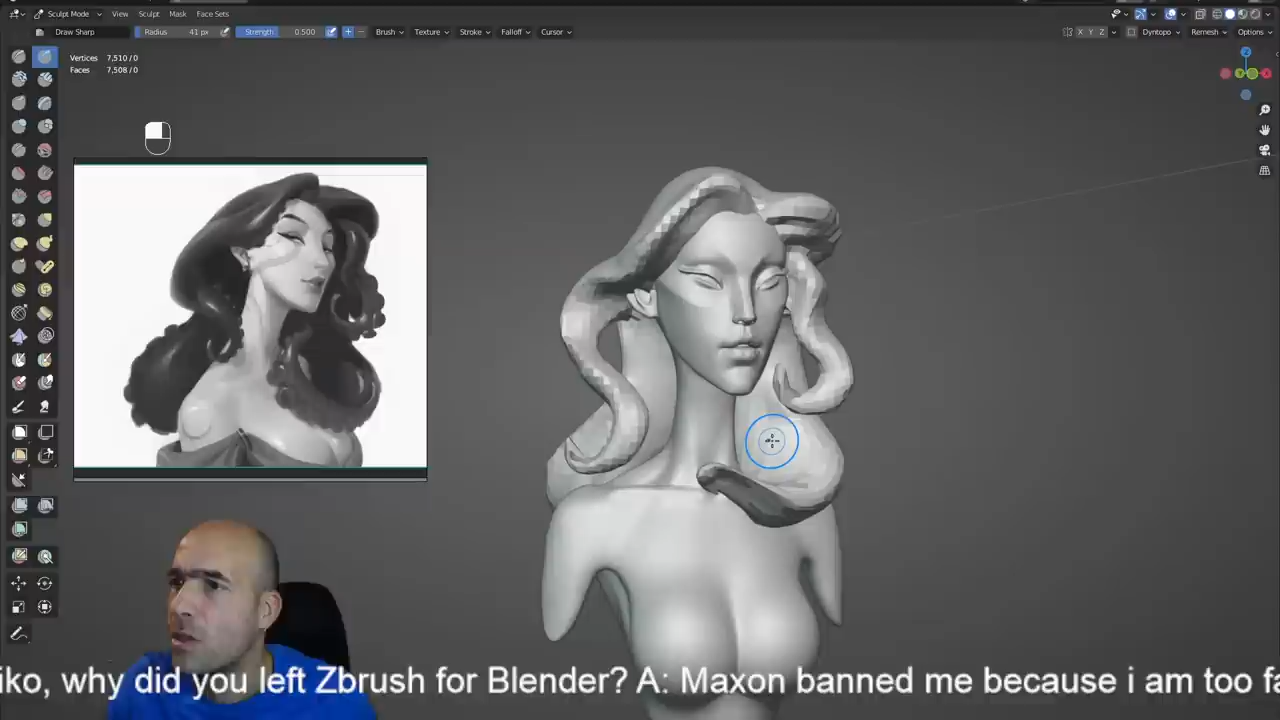 Sculpt Mode View Sculpt Mask Face Sets
Draw Sharp Radius 41 px Strength 0.500 Brush Texture Stroke Falloff Cursor X Y Z Dyntopo Remesh Options
Vertices 7,510 / 0
Faces 7,508 / 0
Z
Y X
iko, why did you left Zbrush for Blender? A: Maxon banned me because i am too fa